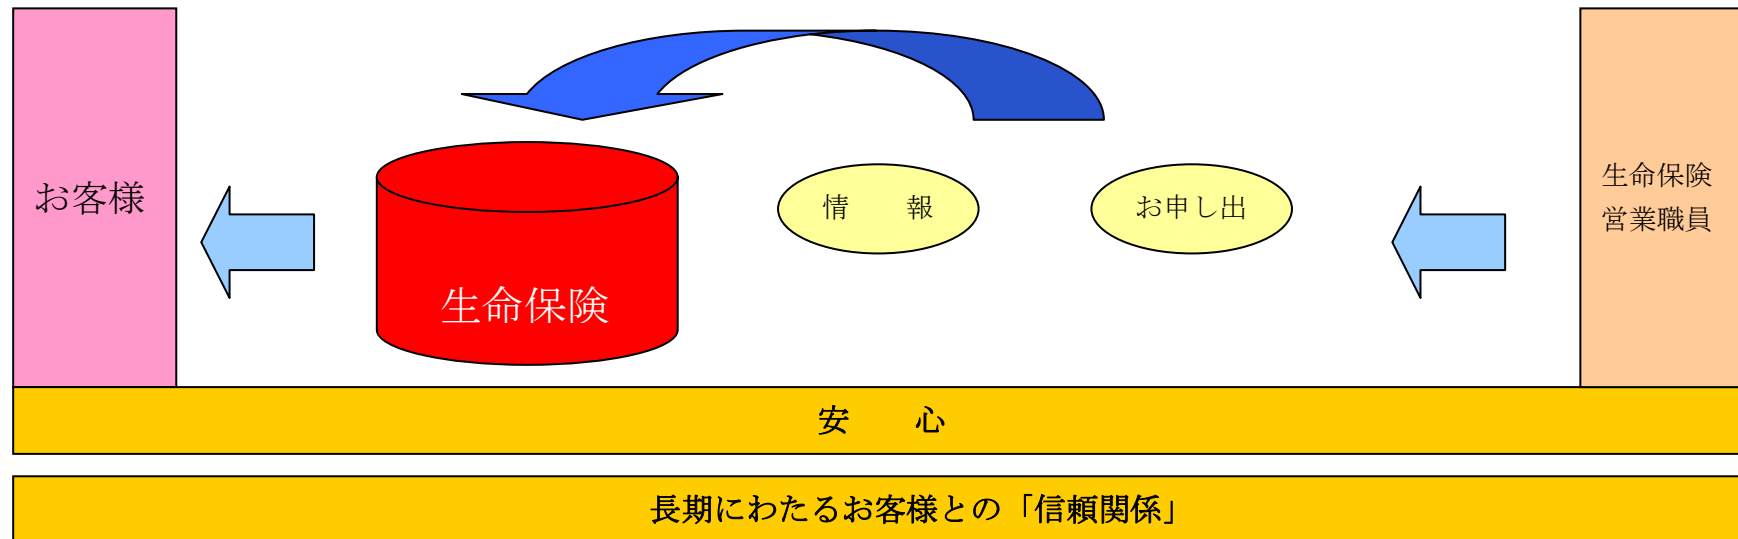 お客様
生命保険
情　　報
お申し出
生命保険
営業職員
安　　心
長期にわたるお客様との「信頼関係」